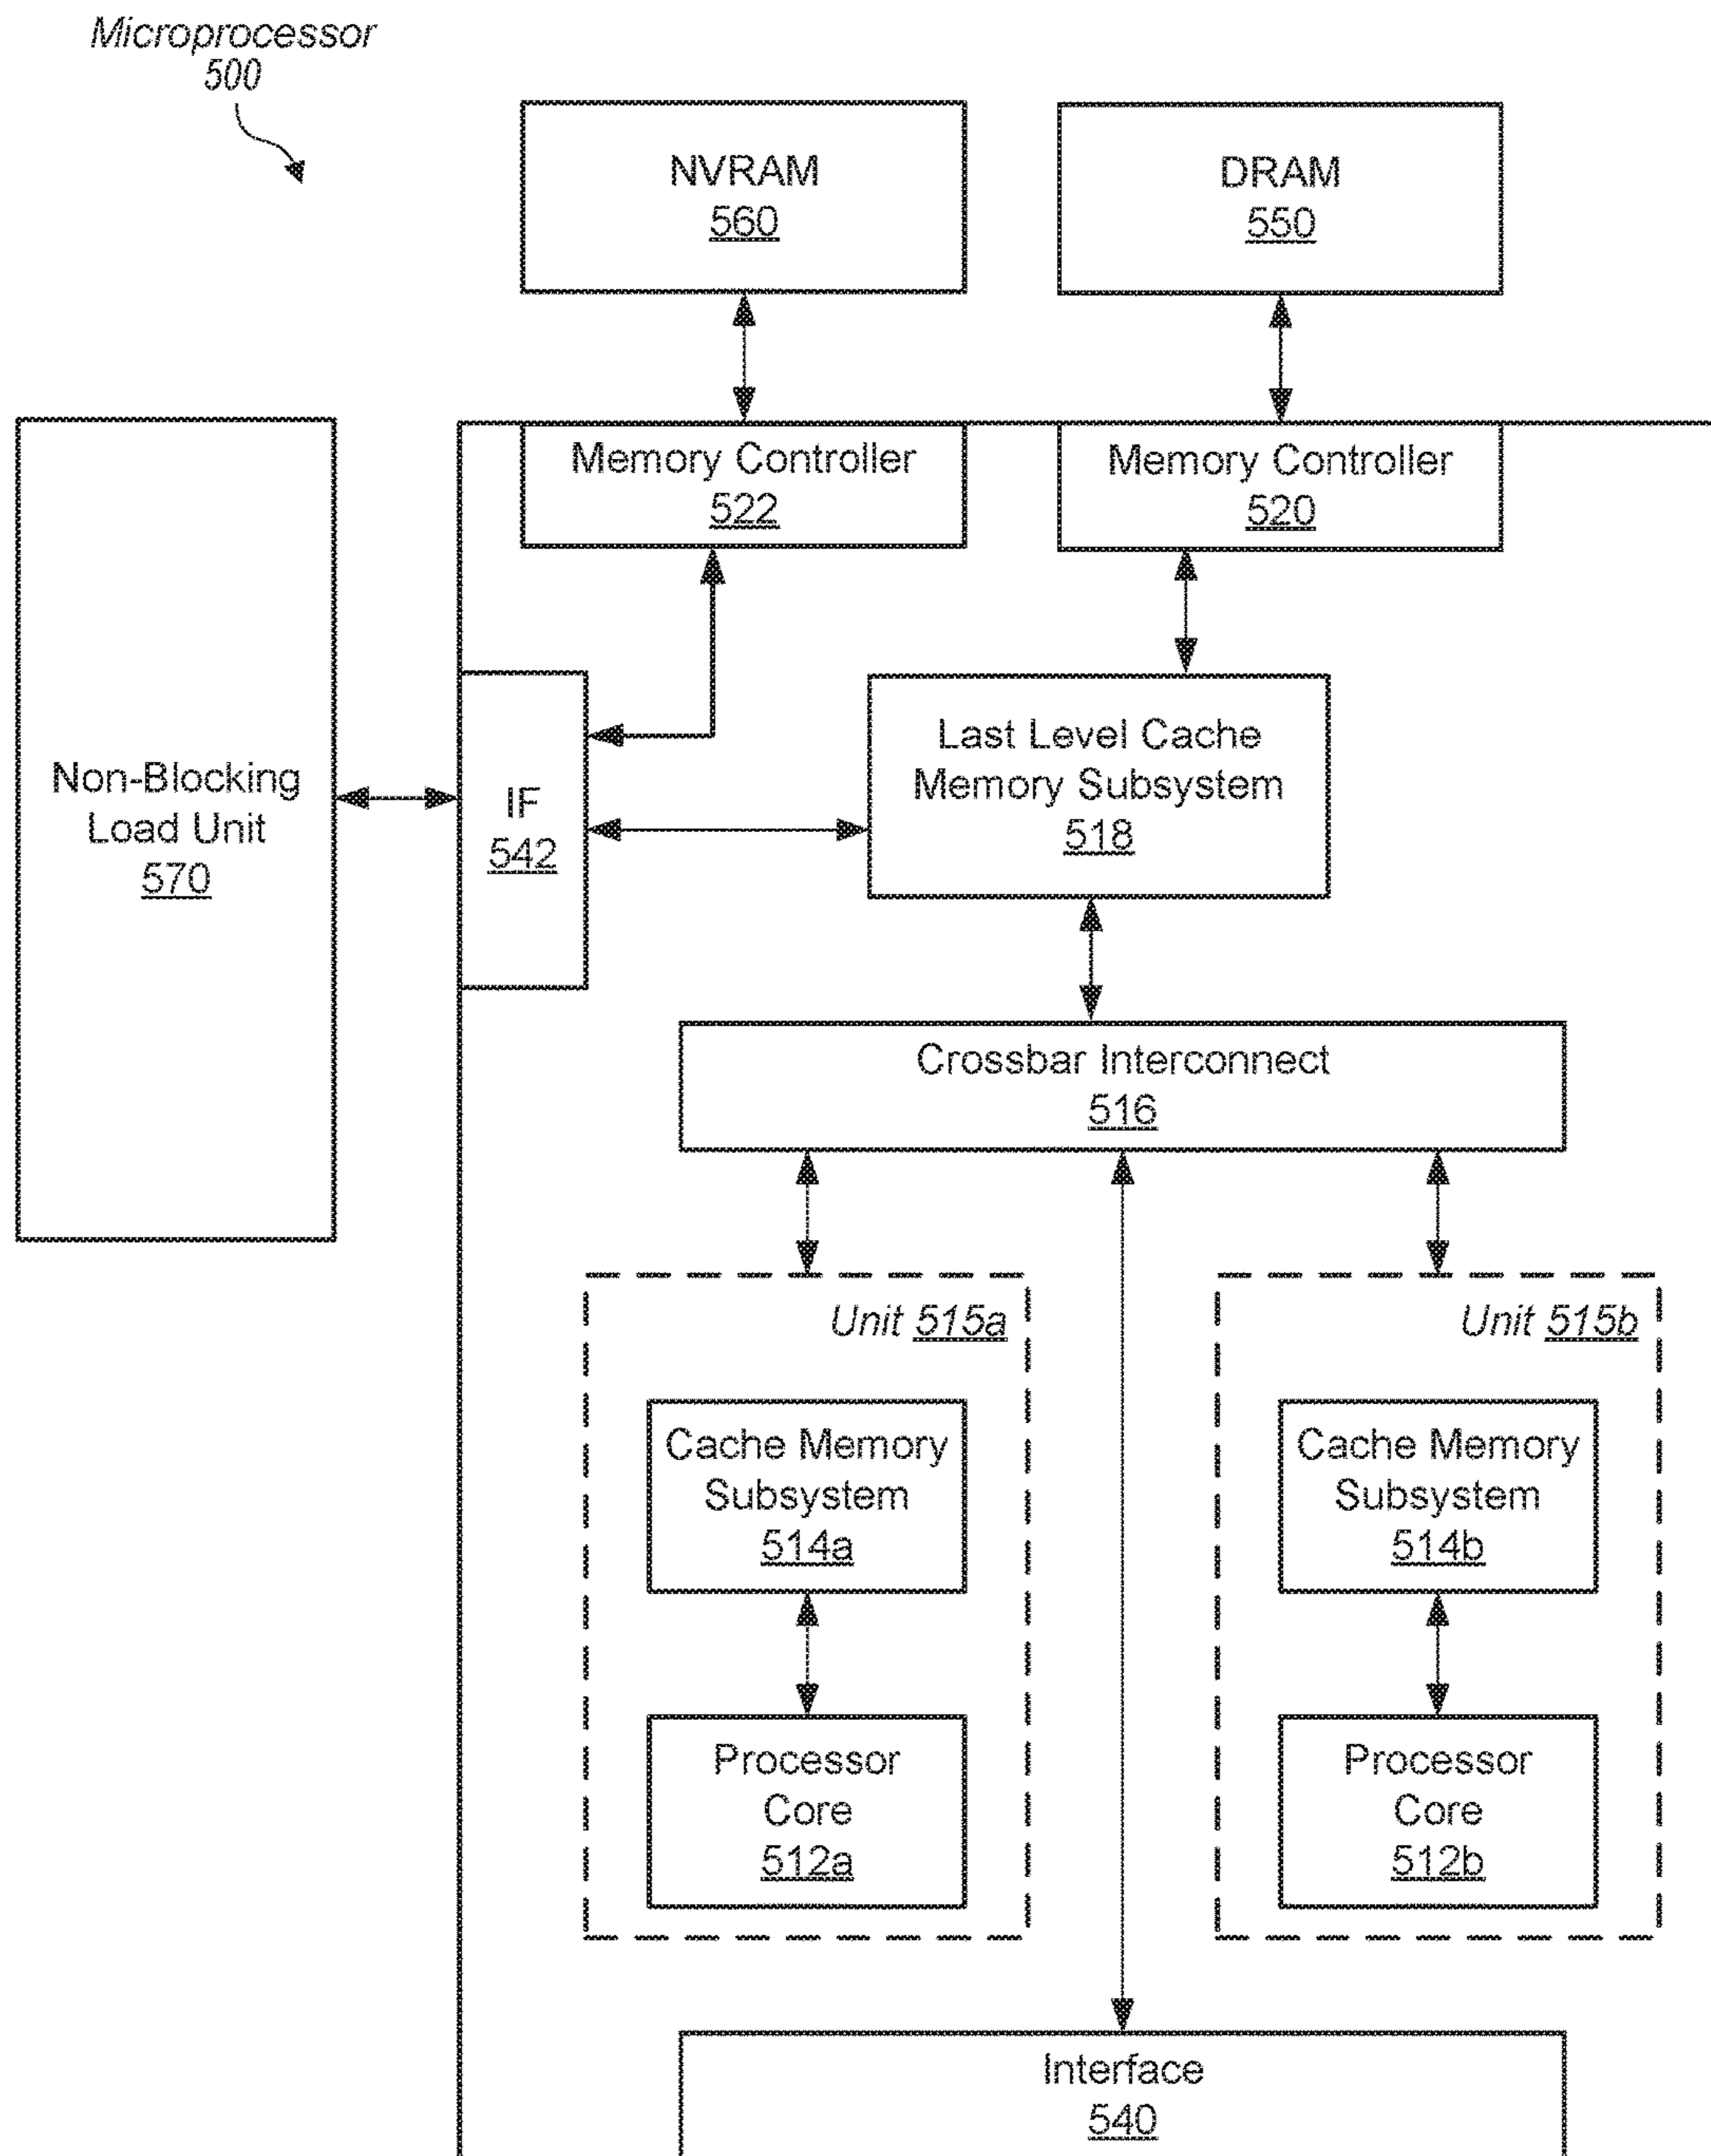 Microprocessor
500
NVRAM
560
DRAM
550
Memory Controller
522
Memory Controller
520
Non-Blocking
Load Unit
570
IF
542
Last Level Cache
Memory Subsystem
518
Crossbar Interconnect
516
Unit 515a
Cache Memory
Subsystem
514a
Processor
Core
512a
Unit 515b
Cache Memory
Subsystem
514b
Processor
Core
512b
Interface
540